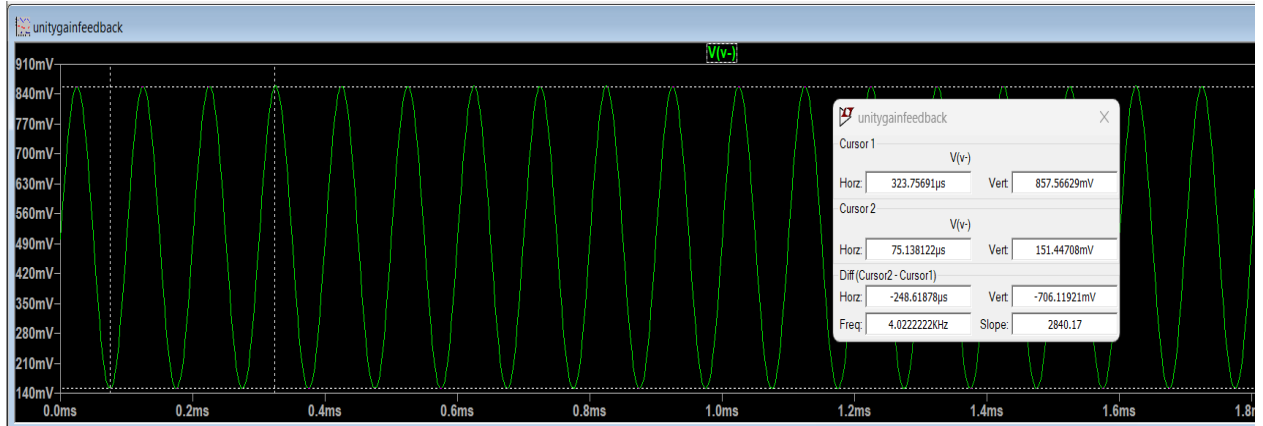 unitygainfeedback
V(v-)
910mV
840mV
770mV
700mV
630mV
560mV
490mV
420mV
350mV
280mV
210mV
140mV
0.0ms 0.2ms 0.4ms 0.6ms 0.8ms 1.0ms 1.2ms 1.4ms 1.6ms
unitygainfeedback X
Cursor 1
V(v-)
Horz: 323.75691µs Vert: 857.56629mV
Cursor 2
V(v-)
Horz: 75.138122µs Vert: 151.44708mV
Diff (Cursor2 - Cursor1)
Horz: -248.61878µs Vert: -706.11921mV
Freq: 4.0222222KHz Slope: 2840.17